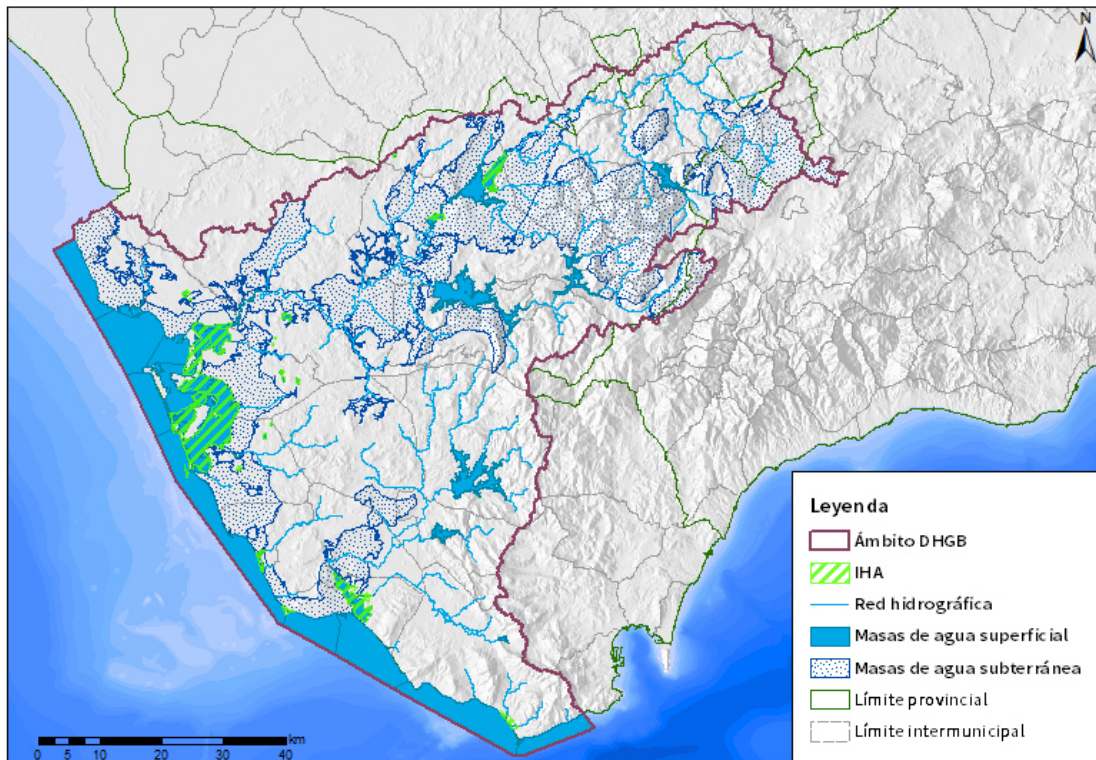 N
Leyenda
Ámbito DHGB
IHA
Red hidrográfica
Masas de agua superficial
Masas de agua subterránea
Límite provincial
Límite intermunicipal
km
0 5 10 20 30 40